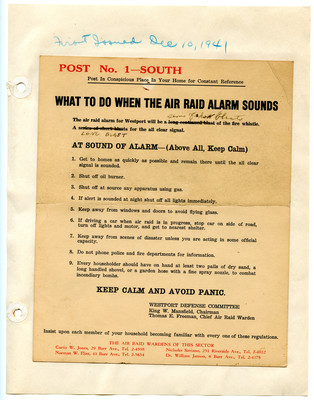 First Issued Dec 10, 1941
POST No. 1—SOUTH
Post In Conspicious Place In Your Home for Constant Reference
WHAT TO DO WHEN THE AIR RAID ALARM SOUNDS
short blasts
The air raid alarm for Westport will be a long continued blast of the fire whistle.
A series of short blasts for the all clear signal.
LONG BLAST
AT SOUND OF ALARM—(Above All, Keep Calm)
1. Get to homes as quickly as possible and remain there until the all clear
signal is sounded.
2. Shut off oil burner.
3. Shut off at source any apparatus using gas.
4. If alert is sounded at night shut off all lights immediately.
5. Keep away from windows and doors to avoid flying glass.
6. If driving a car when air raid is in progress, stop car on side of road,
turn off lights and motor, and get to nearest shelter.
7. Keep away from scenes of disaster unless you are acting in some official
capacity.
8. Do not phone police and fire departments for information.
9. Every householder should have on hand at least two pails of dry sand, a
long handled shovel, or a garden hose with a fine spray nozzle, to combat
incendiary bombs.
KEEP CALM AND AVOID PANIC.
WESTPORT DEFENSE COMMITTEE
King W. Mansfield, Chairman
Thomas E. Freeman, Chief Air Raid Warden
Insist upon each member of your household becoming familiar with every one of these regulations.
THE AIR RAID WARDENS OF THIS SECTOR